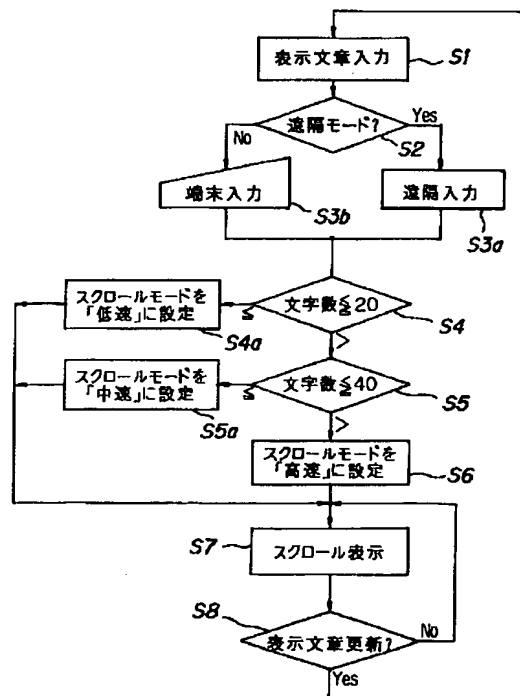 表示文章入力
S1
遠隔モード?
S2
No
Yes
端末入力
S3b
遠隔入力
S3a
スクロールモードを
「低速」に設定
S4a
≦
文字数≦20
S4
>
スクロールモードを
「中速」に設定
S5a
≦
文字数≦40
S5
>
スクロールモードを
「高速」に設定
S6
S7
スクロール表示
S8
表示文章更新?
No
Yes